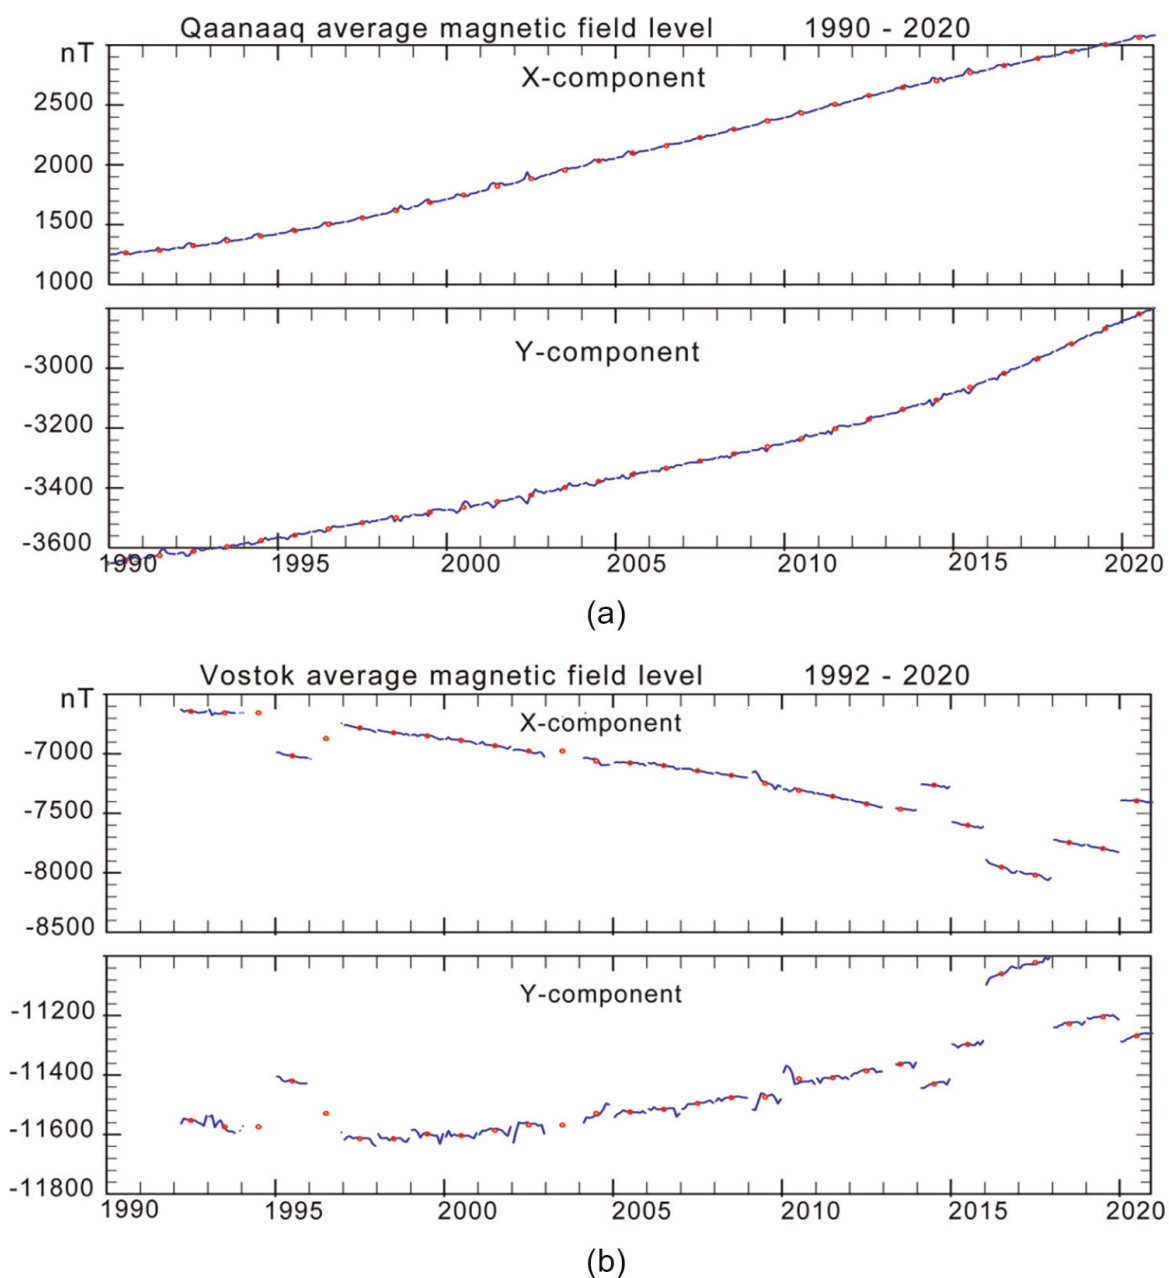 Qaanaaq average magnetic field level 1990 - 2020
nT
X-component
2500
2000
1500
1000
Y-component
-3000
-3200
-3400
-3600
1990 1995 2000 2005 2010 2015 2020
(a)
Vostok average magnetic field level 1992 - 2020
nT
X-component
-7000
-7500
-8000
-8500
Y-component
-11200
-11400
-11600
-11800
1990 1995 2000 2005 2010 2015 2020
(b)